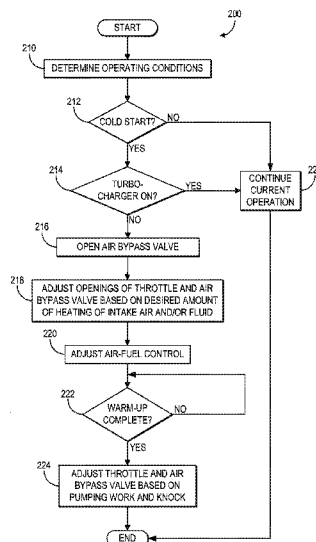 START
200
210
DETERMINE OPERATING CONDITIONS
212
COLD START?
NO
YES
214
TURBO-
CHARGER ON?
YES
NO
CONTINUE
CURRENT
OPERATION
216
OPEN AIR BYPASS VALVE
218
ADJUST OPENINGS OF THROTTLE AND AIR
BYPASS VALVE BASED ON DESIRED AMOUNT
OF HEATING OF INTAKE AIR AND/OR FLUID
220
ADJUST AIR-FUEL CONTROL
222
WARM-UP
COMPLETE?
NO
YES
224
ADJUST THROTTLE AND AIR
BYPASS VALVE BASED ON
PUMPING WORK AND KNOCK
END